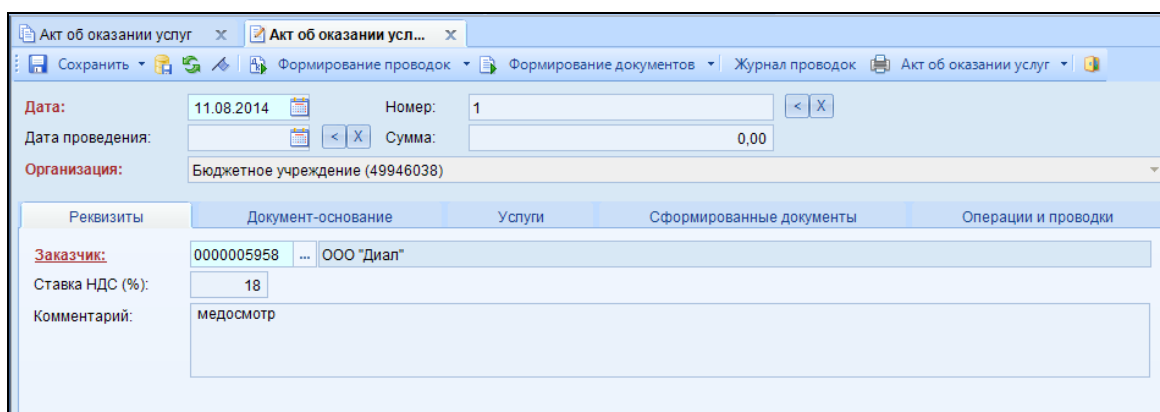 Акт об оказании услуг x Акт об оказании усл... x
Сохранить Формирование проводок Формирование документов Журнал проводок Акт об оказании услуг
Дата: 11.08.2014 Номер: 1 < X
Дата проведения: < X Сумма: 0,00
Организация: Бюджетное учреждение (49946038)
Реквизиты Документ-основание Услуги Сформированные документы Операции и проводки
Заказчик: 0000005958 ... ООО "Диал"
Ставка НДС (%): 18
Комментарий: медосмотр